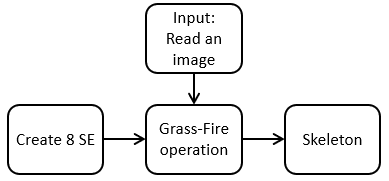 Input:
Read an
image
Create 8 SE
Grass-Fire
operation
Skeleton